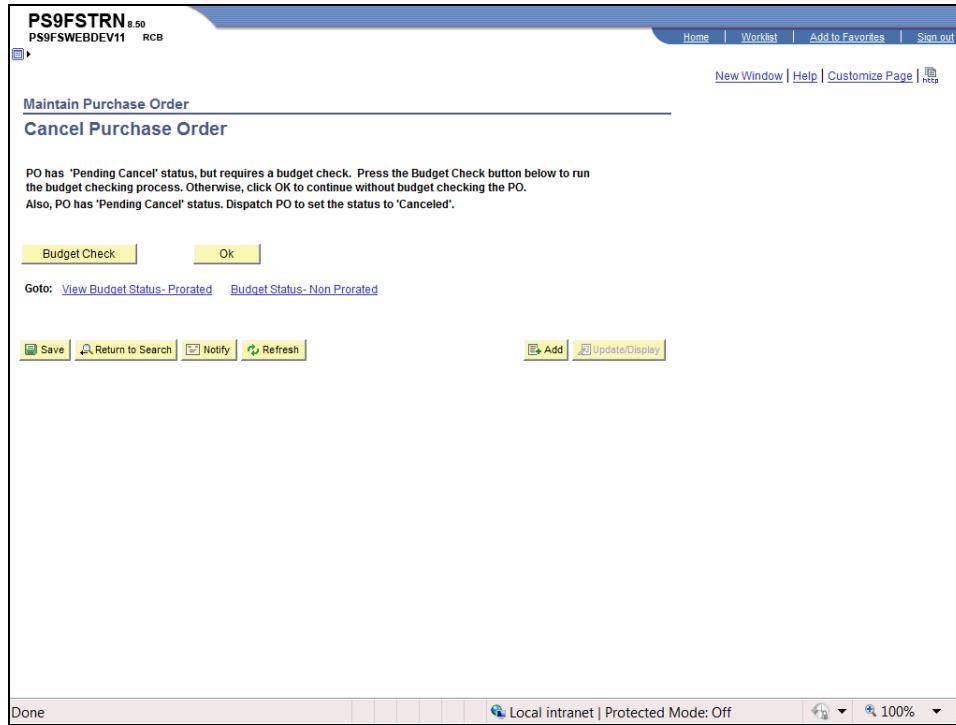 PS9FSTRN 8.50
PS9FSWEBDEV11 RCB
Home | Worklist | Add to Favorites | Sign out
New Window | Help | Customize Page | http
Maintain Purchase Order
Cancel Purchase Order
PO has 'Pending Cancel' status, but requires a budget check. Press the Budget Check button below to run
the budget checking process. Otherwise, click OK to continue without budget checking the PO.
Also, PO has 'Pending Cancel' status. Dispatch PO to set the status to 'Canceled'.
Budget Check Ok
Goto: View Budget Status- Prorated Budget Status- Non Prorated
Save Return to Search Notify Refresh Add Update/Display
Done Local intranet | Protected Mode: Off 100%